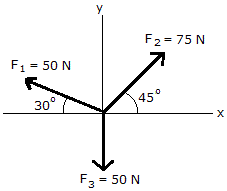 y
F₂ = 75 N
F₁ = 50 N
30° 45°
x
F₃ = 50 N